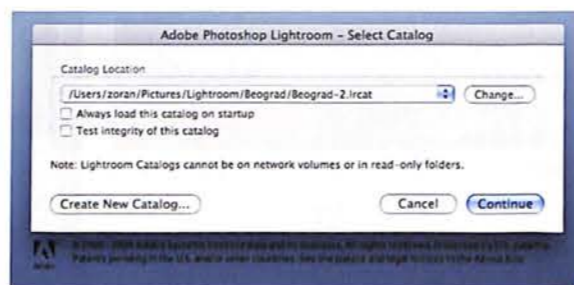 Adobe Photoshop Lightroom – Select Catalog
Catalog Location
/Users/zoran/Pictures/Lightroom/Beograd/Beograd-2.lrcat
Change...
Always load this catalog on startup
Test integrity of this catalog
Note: Lightroom Catalogs cannot be on network volumes or in read-only folders.
Create New Catalog...
Cancel
Continue